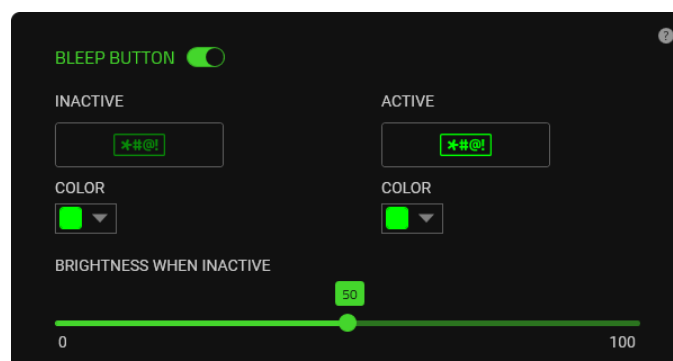 ?
BLEEP BUTTON
INACTIVE ACTIVE
*#@! *#@!
COLOR COLOR
BRIGHTNESS WHEN INACTIVE
50
0 100